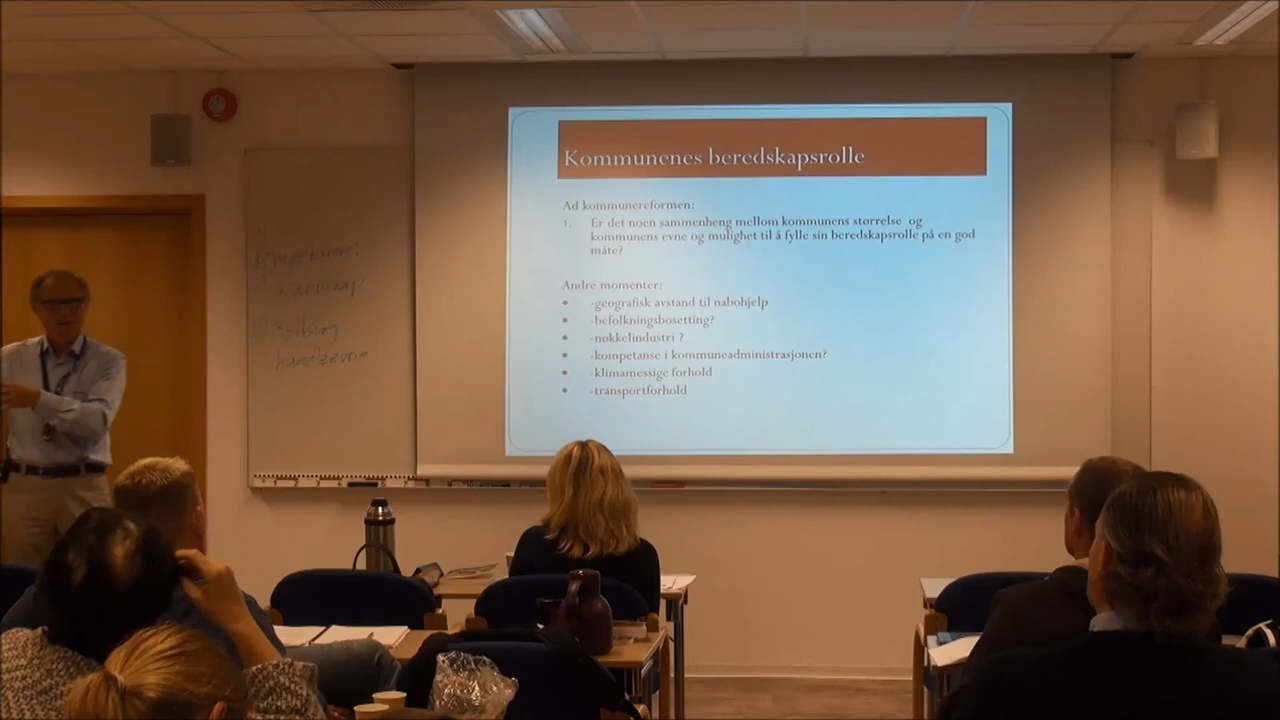 Kommunenes beredskapsrolle
Ad kommunereformen:
1. Er det noen sammenheng mellom kommunens størrelse og
kommunens evne og mulighet til å fylle sin beredskapsrolle på en god
måte?
Andre momenter:
• -geografisk avstand til nabohjelp
• -befolkningsbosetting?
• -nøkkelindustri ?
• -kompetanse i kommuneadministrasjonen?
• -klimamessige forhold
• -transportforhold
handleevne